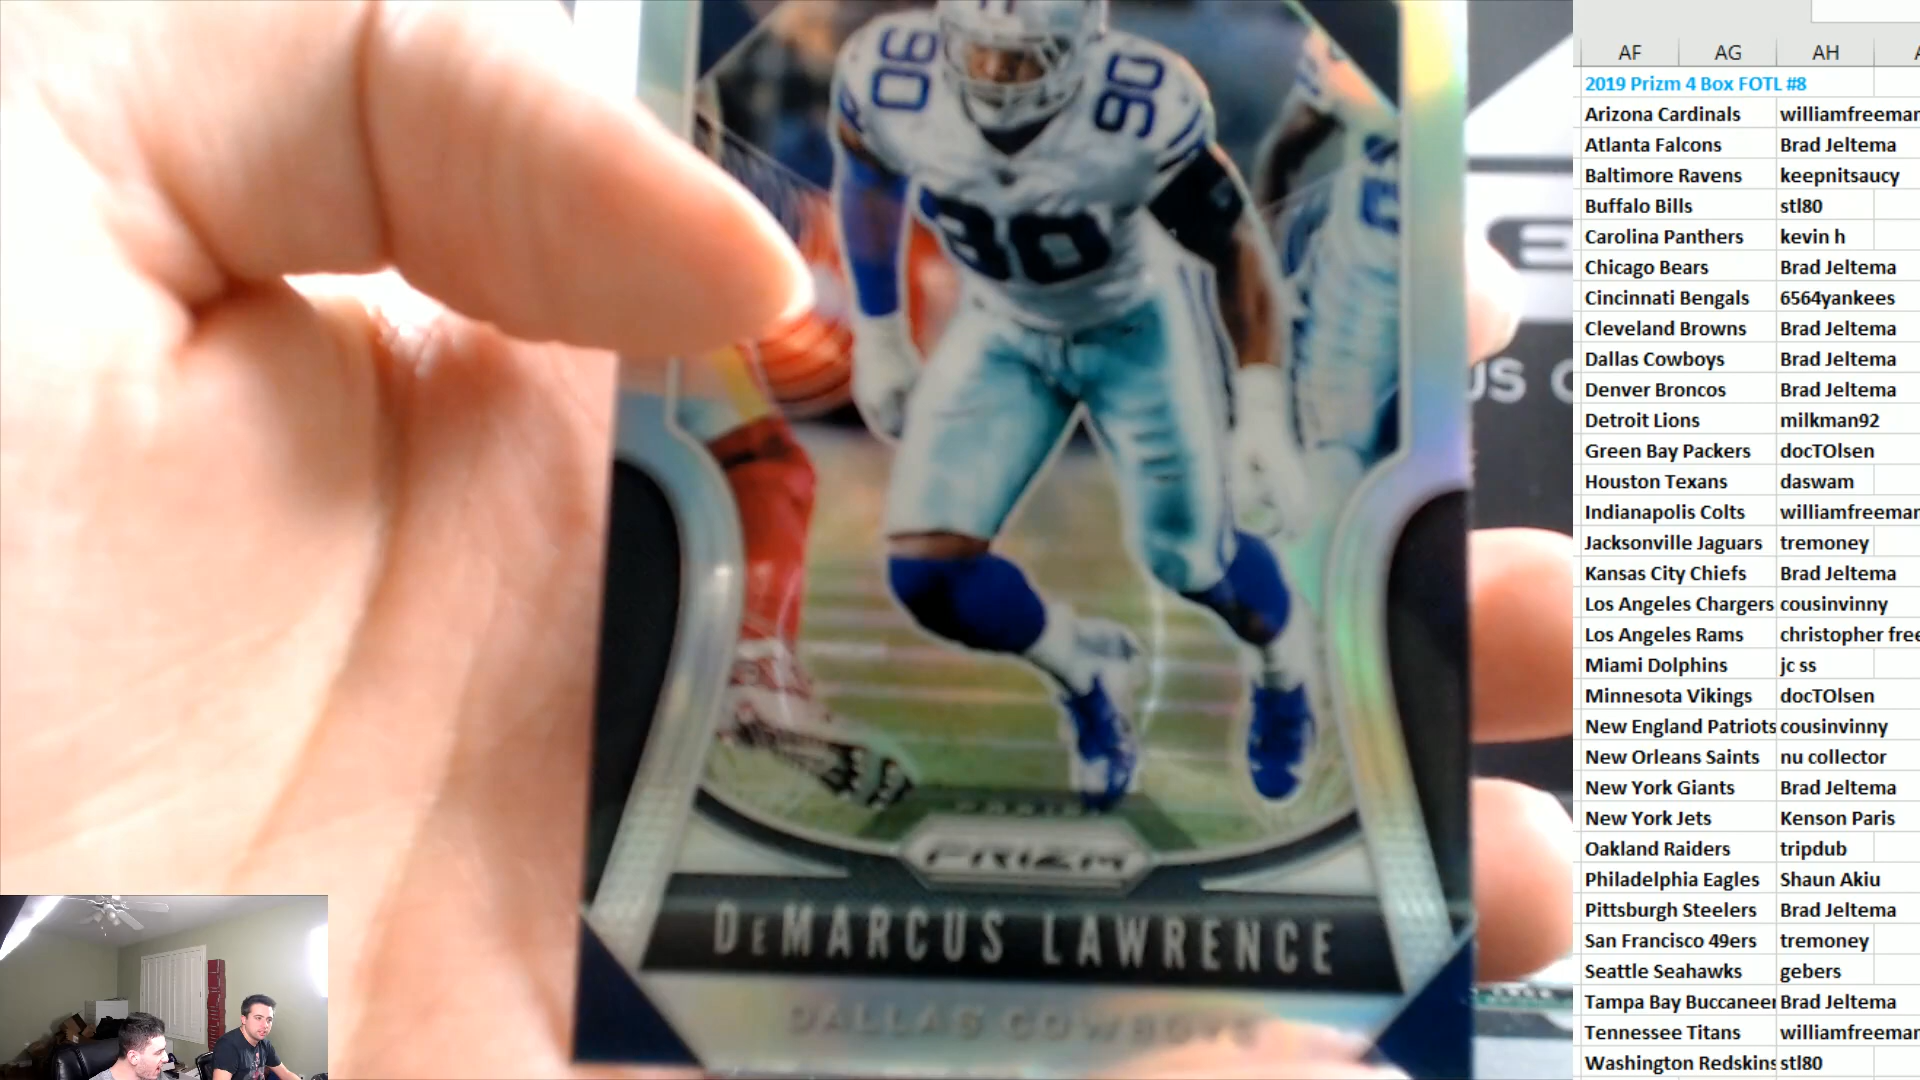 90
90
90
PANINI
PRIZM
DeMARCUS LAWRENCE
DALLAS COWBOYS
US
AF AG AH
2019 Prizm 4 Box FOTL #8
Arizona Cardinals williamfreeman
Atlanta Falcons Brad Jeltema
Baltimore Ravens keepnitsaucy
Buffalo Bills stl80
Carolina Panthers kevin h
Chicago Bears Brad Jeltema
Cincinnati Bengals 6564yankees
Cleveland Browns Brad Jeltema
Dallas Cowboys Brad Jeltema
Denver Broncos Brad Jeltema
Detroit Lions milkman92
Green Bay Packers docTOlsen
Houston Texans daswam
Indianapolis Colts williamfreeman
Jacksonville Jaguars tremoney
Kansas City Chiefs Brad Jeltema
Los Angeles Chargers cousinvinny
Los Angeles Rams christopher free
Miami Dolphins jc ss
Minnesota Vikings docTOlsen
New England Patriots cousinvinny
New Orleans Saints nu collector
New York Giants Brad Jeltema
New York Jets Kenson Paris
Oakland Raiders tripdub
Philadelphia Eagles Shaun Akiu
Pittsburgh Steelers Brad Jeltema
San Francisco 49ers tremoney
Seattle Seahawks gebers
Tampa Bay Buccaneer Brad Jeltema
Tennessee Titans williamfreeman
Washington Redskins stl80